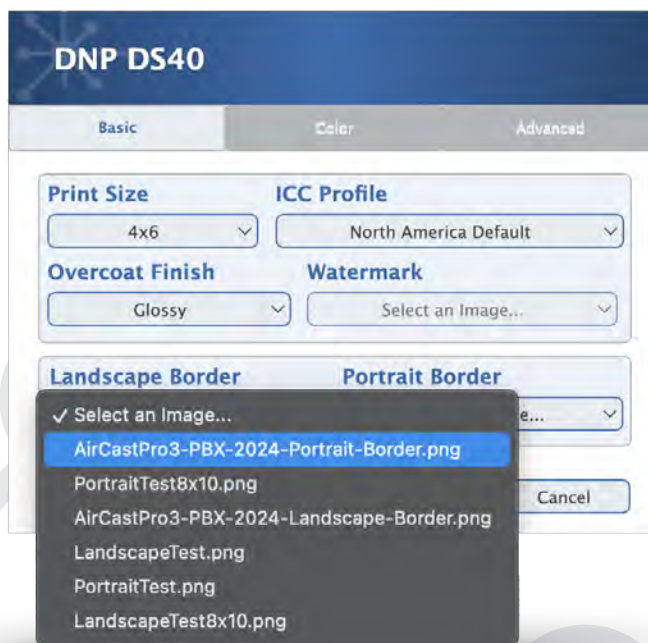 DNP DS40
Basic Color Advanced
Print Size ICC Profile
4x6 North America Default
Overcoat Finish Watermark
Glossy Select an Image...
Landscape Border Portrait Border
✓ Select an Image... e...
AirCastPro3-PBX-2024-Portrait-Border.png
PortraitTest8x10.png
Cancel
AirCastPro3-PBX-2024-Landscape-Border.png
LandscapeTest.png
PortraitTest.png
LandscapeTest8x10.png